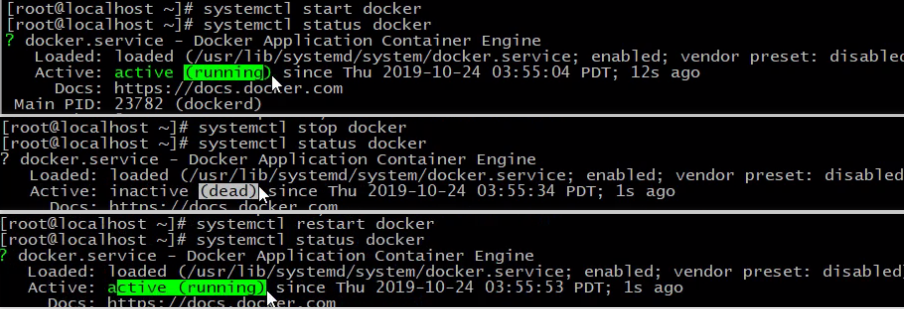 [root@localhost ~]# systemctl start docker
[root@localhost ~]# systemctl status docker
? docker.service - Docker Application Container Engine
Loaded: loaded (/usr/lib/systemd/system/docker.service; enabled; vendor preset: disabled
Active: active (running) since Thu 2019-10-24 03:55:04 PDT; 12s ago
Docs: https://docs.docker.com
Main PID: 23782 (dockerd)
[root@localhost ~]# systemctl stop docker
[root@localhost ~]# systemctl status docker
? docker.service - Docker Application Container Engine
Loaded: loaded (/usr/lib/systemd/system/docker.service; enabled; vendor preset: disabled
Active: inactive (dead) since Thu 2019-10-24 03:55:34 PDT; 1s ago
Docs: https://docs.docker.com
[root@localhost ~]# systemctl restart docker
[root@localhost ~]# systemctl status docker
? docker.service - Docker Application Container Engine
Loaded: loaded (/usr/lib/systemd/system/docker.service; enabled; vendor preset: disabled
Active: active (running) since Thu 2019-10-24 03:55:53 PDT; 1s ago
Docs: https://docs.docker.com